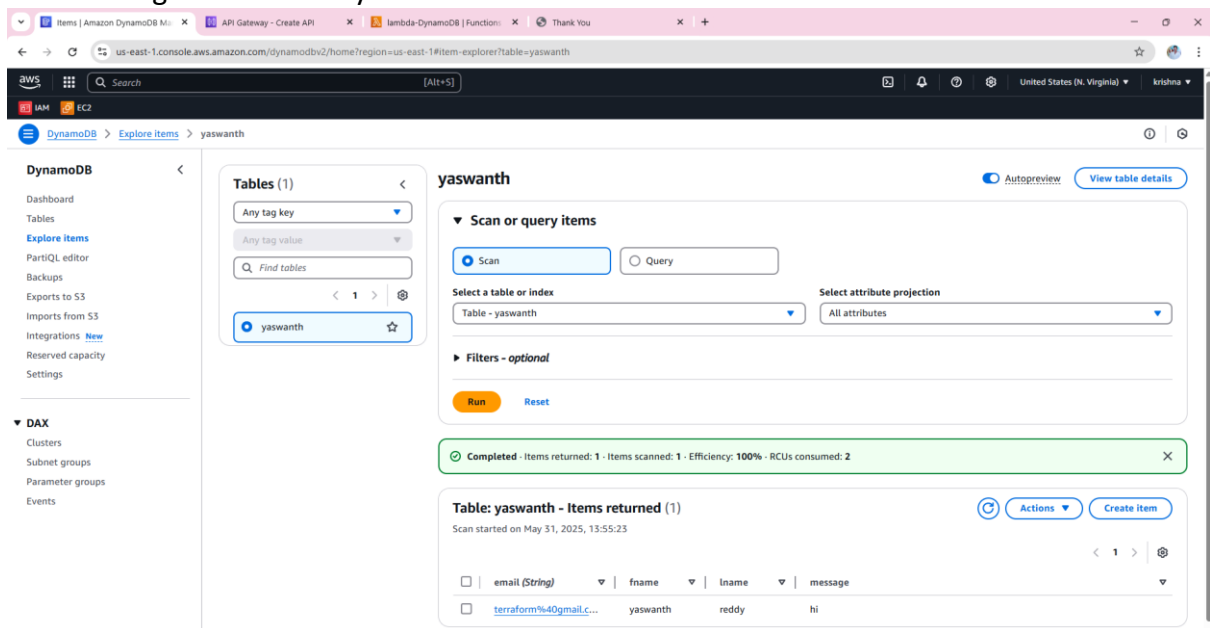 Items | Amazon DynamoDB Ma
API Gateway - Create API
lambda-DynamoDB | Functions
Thank You
us-east-1.console.aws.amazon.com/dynamodbv2/home?region=us-east-1#item-explorer?table=yaswanth
aws
Search
[Alt+S]
United States (N. Virginia)
krishna
IAM
EC2
DynamoDB > Explore items > yaswanth
DynamoDB
Dashboard
Tables
Explore items
PartiQL editor
Backups
Exports to S3
Imports from S3
Integrations New
Reserved capacity
Settings
DAX
Clusters
Subnet groups
Parameter groups
Events
Tables (1)
Any tag key
Any tag value
Find tables
1
yaswanth
yaswanth
Autopreview
View table details
Scan or query items
Scan
Query
Select a table or index
Select attribute projection
Table - yaswanth
All attributes
Filters - optional
Run
Reset
Completed · Items returned: 1 · Items scanned: 1 · Efficiency: 100% · RCUs consumed: 2
Table: yaswanth - Items returned (1)
Actions
Create item
Scan started on May 31, 2025, 13:55:23
1
email (String)
fname
lname
message
terraform%40gmail.c...
yaswanth
reddy
hi